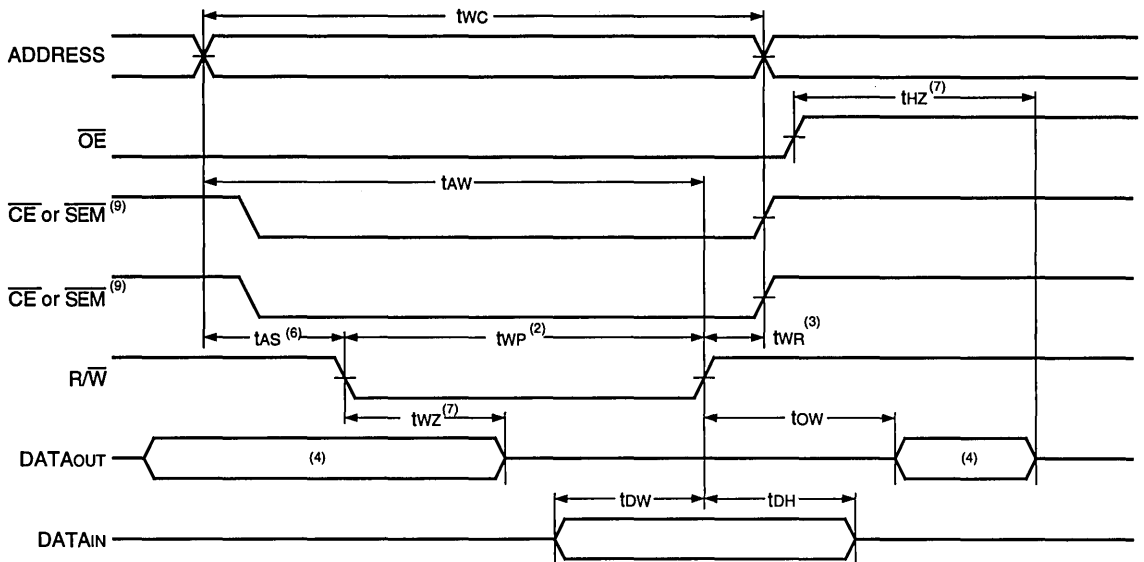 tWC
ADDRESS
tHZ (7)
OE
tAW
CE or SEM (9)
CE or SEM (9)
tAS (6) tWP (2) tWR (3)
R/W
tWZ (7) tOW
DATAOUT (4) (4)
tDW tDH
DATAIN